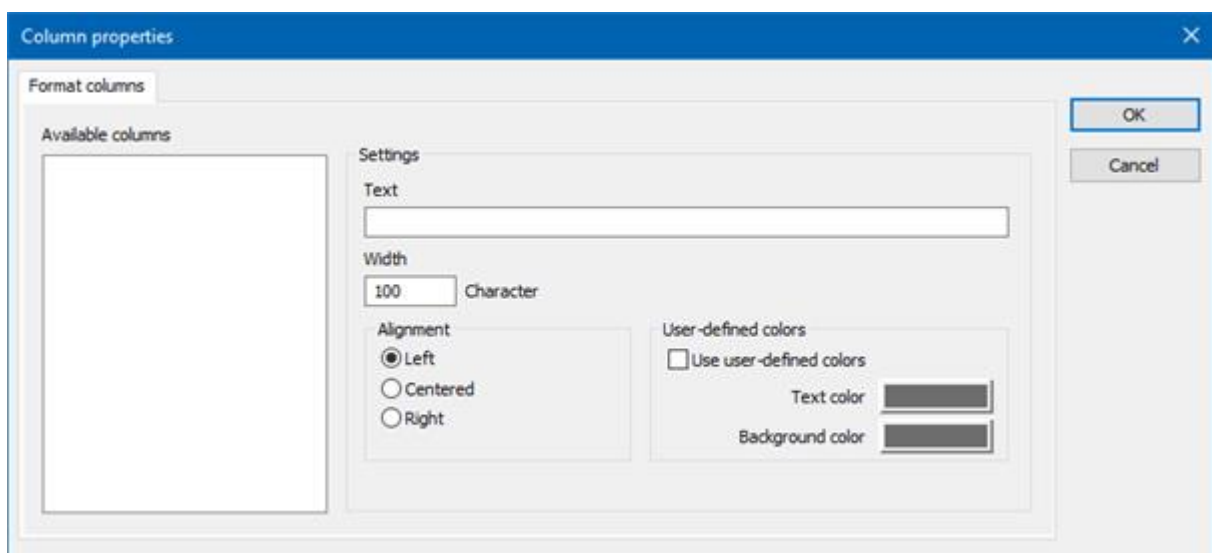 Column properties
Format columns
OK
Available columns
Settings
Cancel
Text
Width
100 Character
Alignment
User-defined colors
Left
Use user-defined colors
Centered
Text color
Right
Background color